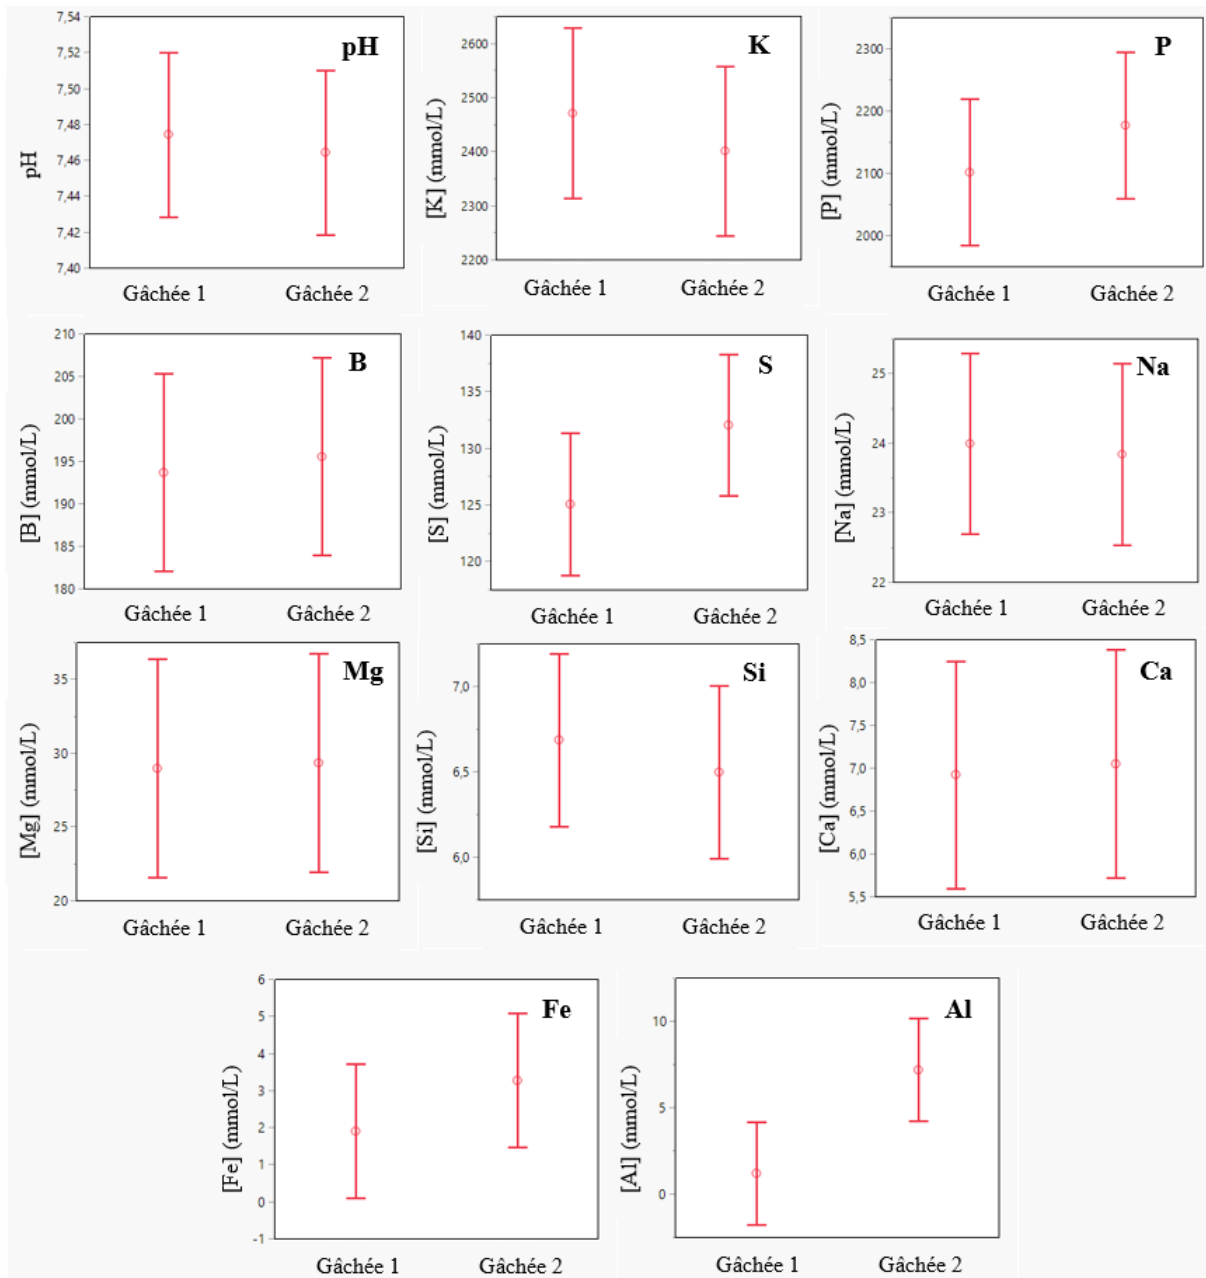 pH
pH
7,54
7,52
7,50
7,48
7,46
7,44
7,42
7,40
Gâchée 1
Gâchée 2
K
[K] (mmol/L)
2600
2500
2400
2300
2200
Gâchée 1
Gâchée 2
P
[P] (mmol/L)
2300
2200
2100
2000
Gâchée 1
Gâchée 2
B
[B] (mmol/L)
210
205
200
195
190
185
180
Gâchée 1
Gâchée 2
S
[S] (mmol/L)
140
135
130
125
120
Gâchée 1
Gâchée 2
Na
[Na] (mmol/L)
25
24
23
22
Gâchée 1
Gâchée 2
Mg
[Mg] (mmol/L)
35
30
25
20
Gâchée 1
Gâchée 2
Si
[Si] (mmol/L)
7,0
6,5
6,0
Gâchée 1
Gâchée 2
Ca
[Ca] (mmol/L)
8,5
8,0
7,5
7,0
6,5
6,0
5,5
Gâchée 1
Gâchée 2
Fe
[Fe] (mmol/L)
6
5
4
3
2
1
0
-1
Gâchée 1
Gâchée 2
Al
[Al] (mmol/L)
10
5
0
Gâchée 1
Gâchée 2